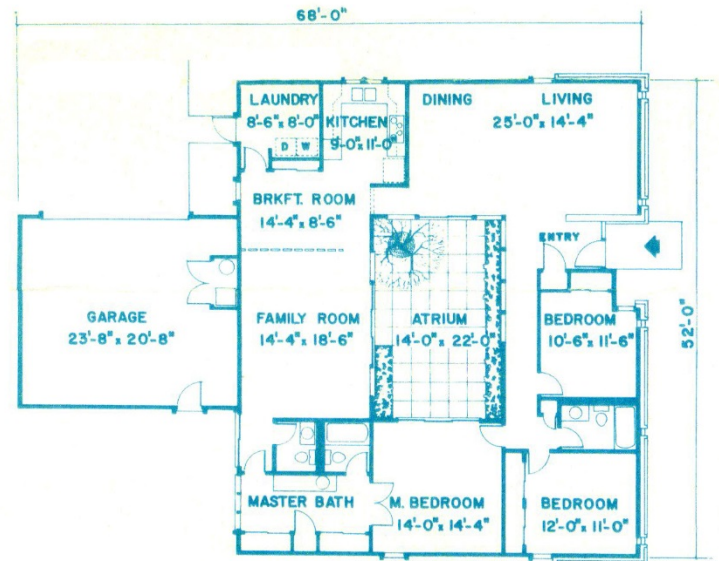 68'-0"
LAUNDRY
8'-6" x 8'-0"
D W
KITCHEN
9'-0 x 11'-0"
DINING
LIVING
25'-0" x 14'-4"
BRKFT. ROOM
14'-4" x 8'-6"
ENTRY
GARAGE
23'-8" x 20'-8"
FAMILY ROOM
14'-4" x 18'-6"
ATRIUM
14'-0" x 22'-0"
BEDROOM
10'-6" x 11'-6"
52'-0"
MASTER BATH
M. BEDROOM
14'-0" x 14'-4"
BEDROOM
12'-0" x 11'-0"